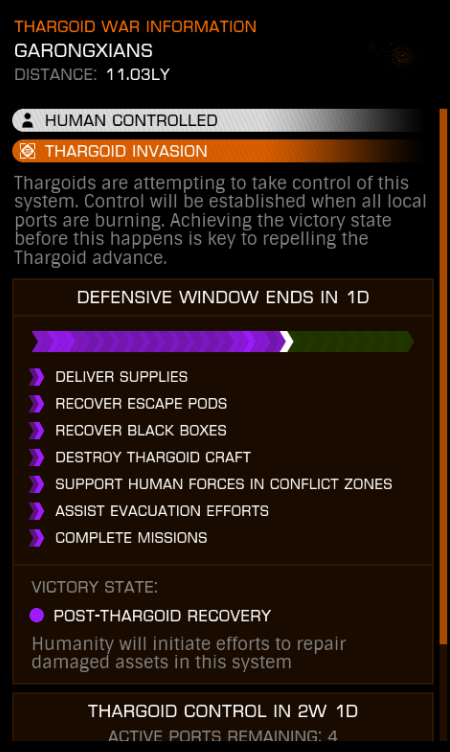 THARGOID WAR INFORMATION
GARONGXIANS
DISTANCE: 11.03LY
HUMAN CONTROLLED
THARGOID INVASION
Thargoids are attempting to take control of this
system. Control will be established when all local
ports are burning. Achieving the victory state
before this happens is key to repelling the
Thargoid advance.
DEFENSIVE WINDOW ENDS IN 1D
DELIVER SUPPLIES
RECOVER ESCAPE PODS
RECOVER BLACK BOXES
DESTROY THARGOID CRAFT
SUPPORT HUMAN FORCES IN CONFLICT ZONES
ASSIST EVACUATION EFFORTS
COMPLETE MISSIONS
VICTORY STATE:
POST-THARGOID RECOVERY
Humanity will initiate efforts to repair
damaged assets in this system
THARGOID CONTROL IN 2W 1D
ACTIVE PORTS REMAINING: 4